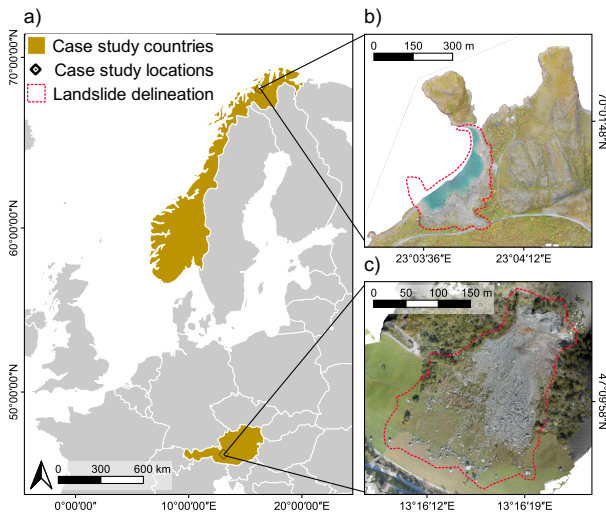 a)
Case study countries
Case study locations
Landslide delineation
70°00'00"N
60°00'00"N
50°00'00"N
0 300 600 km
0°00'00"E
10°00'00"E
20°00'00"E
b)
0 150 300 m
70°01'48"N
23°03'36"E
23°04'12"E
c)
0 50 100 150 m
47°09'58"N
13°16'12"E
13°16'19"E